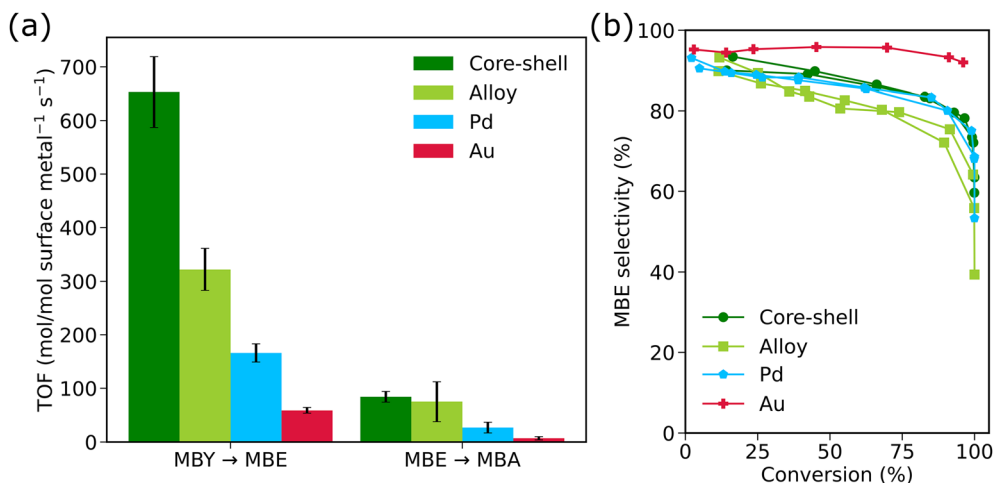 (a)
TOF (mol/mol surface metal⁻¹ s⁻¹)
700
600
500
400
300
200
100
0
Core-shell
Alloy
Pd
Au
MBY → MBE
MBE → MBA
(b)
MBE selectivity (%)
100
80
60
40
20
0
Core-shell
Alloy
Pd
Au
0 25 50 75 100
Conversion (%)